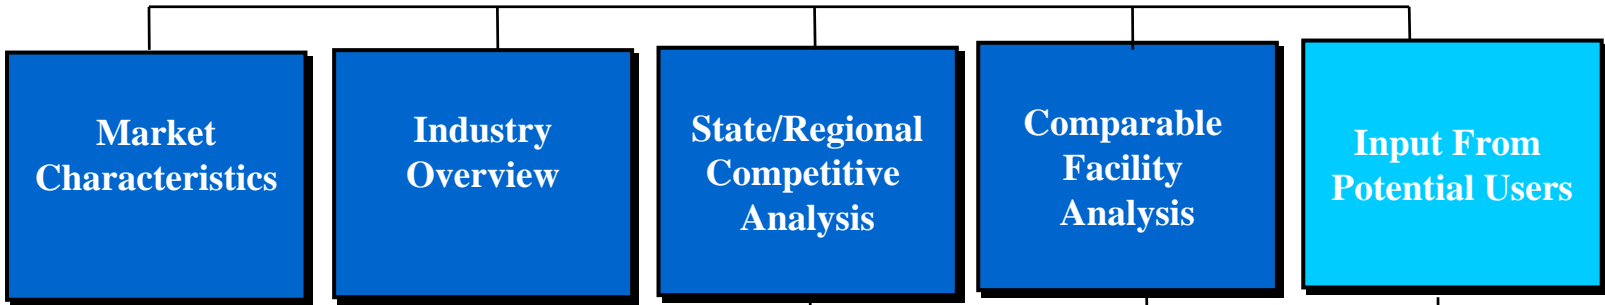 Market
Characteristics
Industry
Overview
State/Regional
Competitive
Analysis
Comparable
Facility
Analysis
Input From
Potential Users